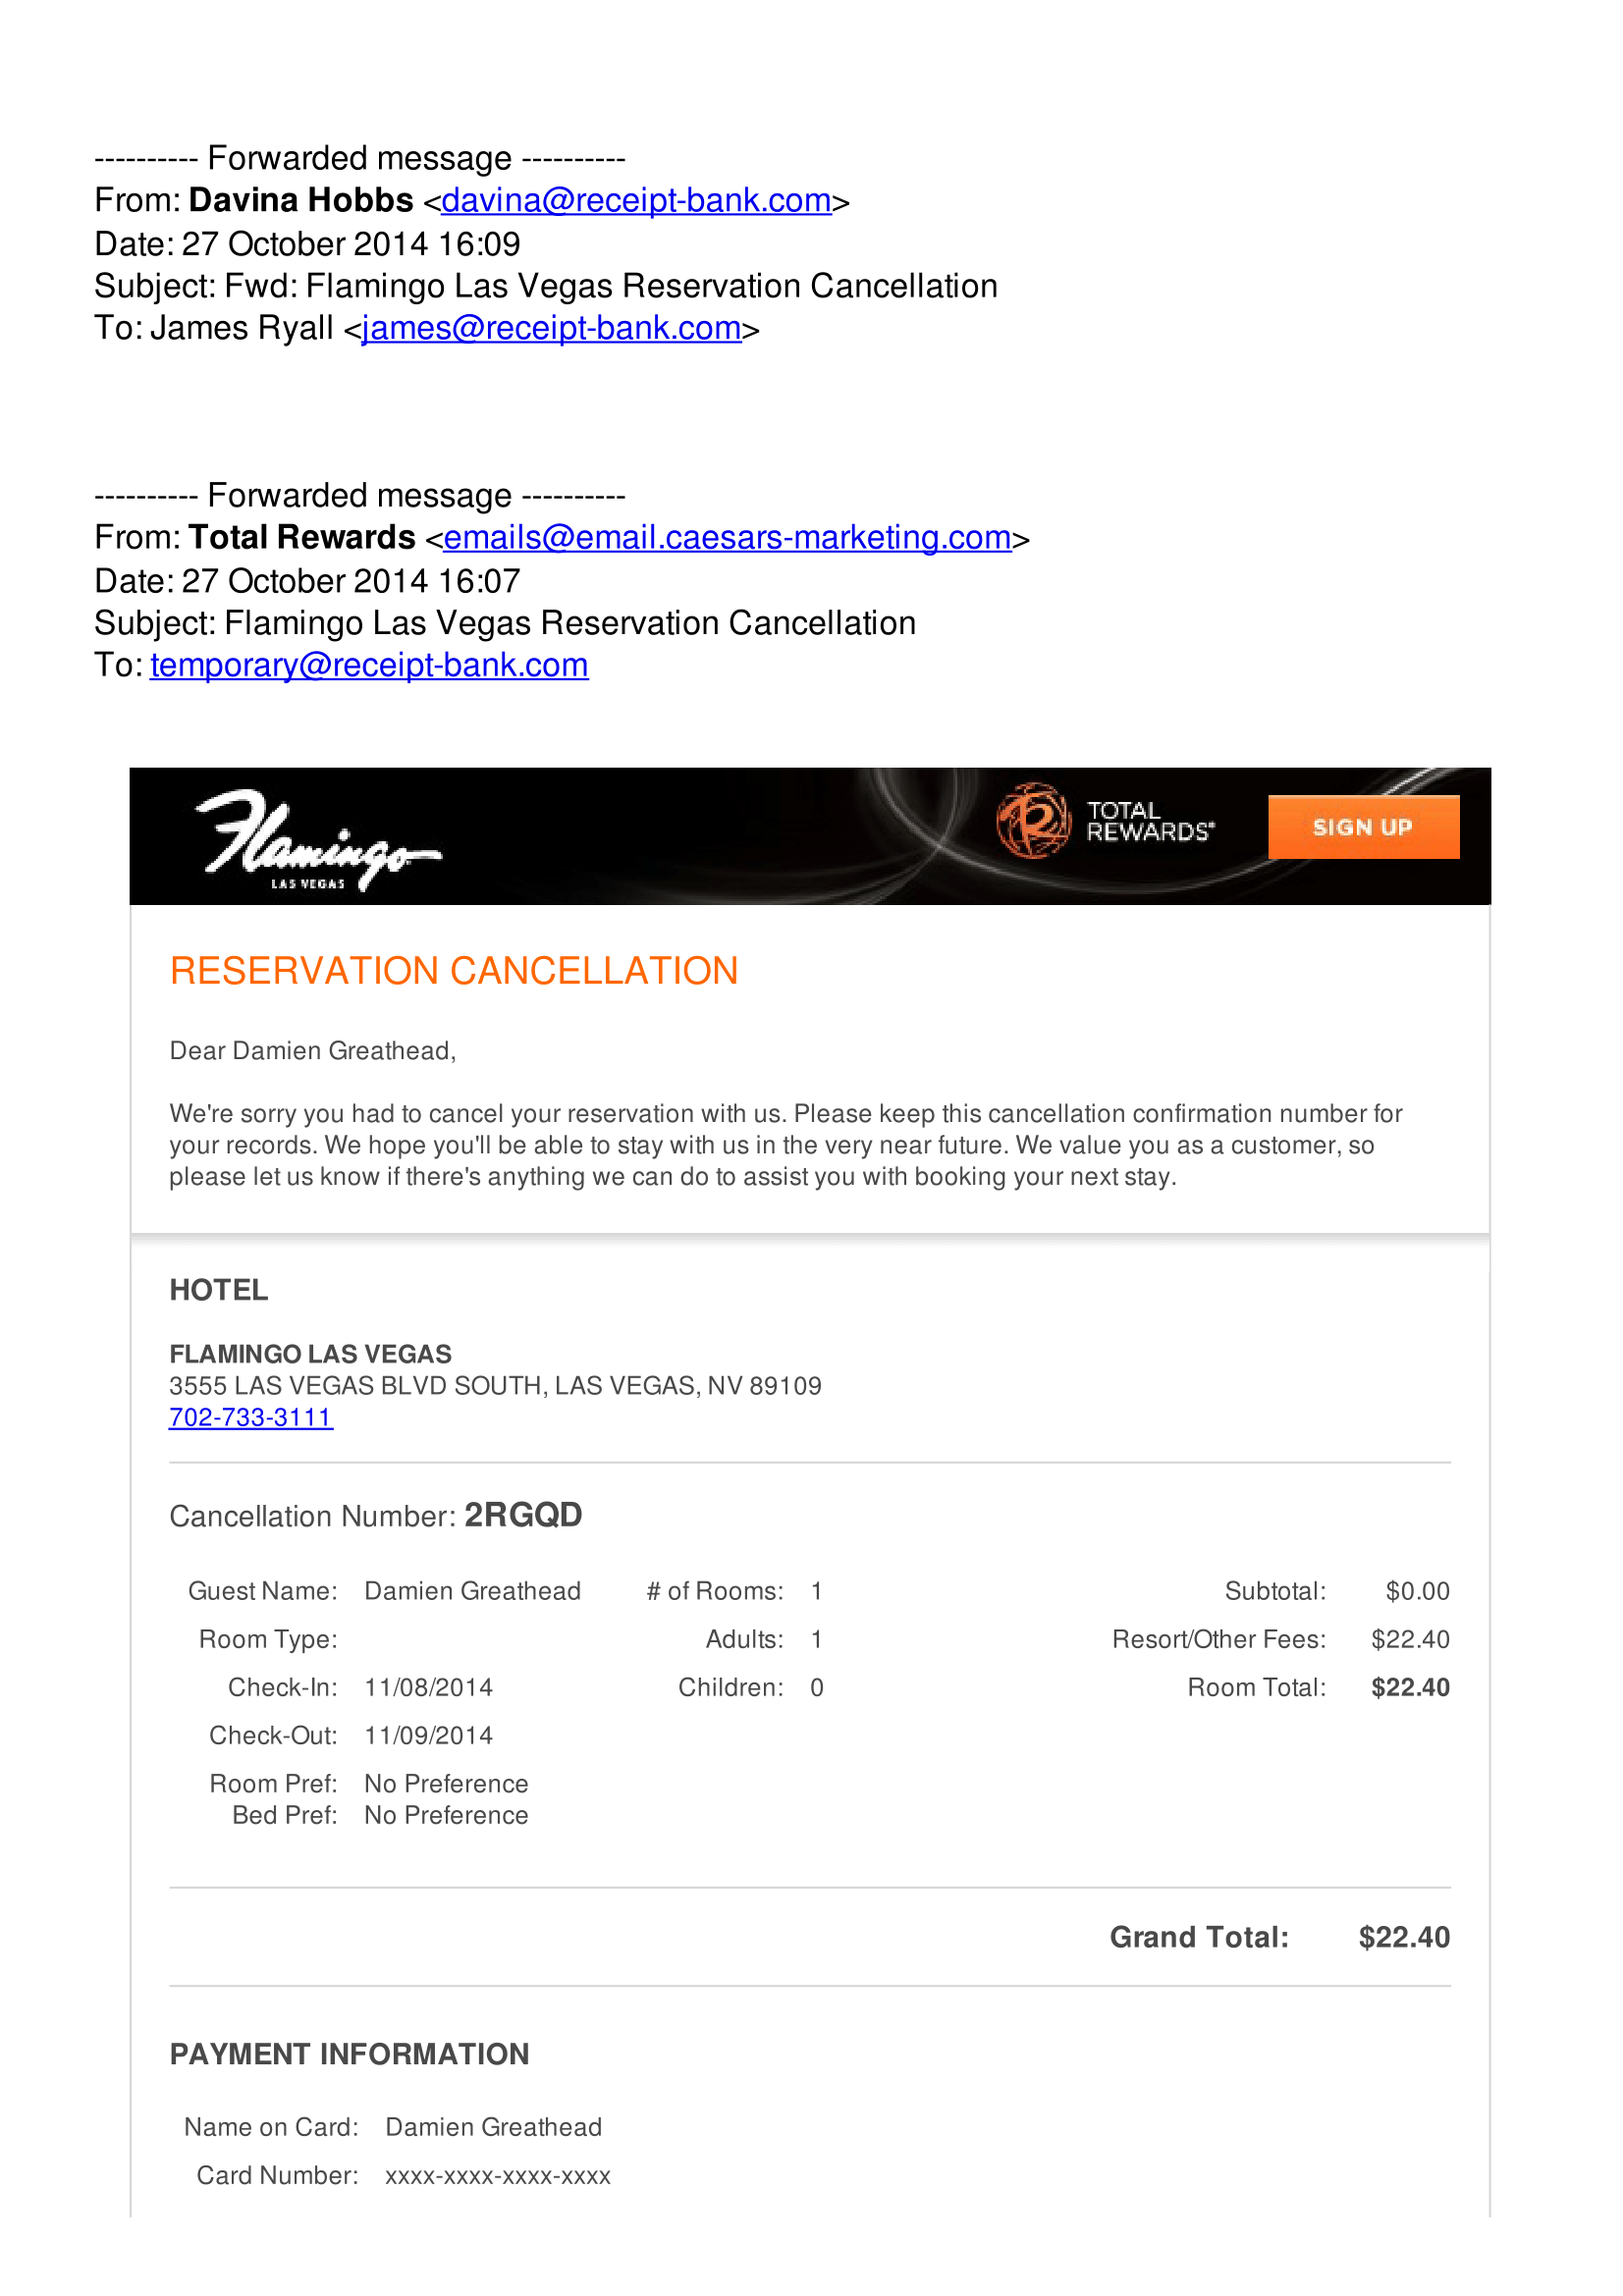 ---------- Forwarded message ----------
From: Davina Hobbs <davina@receipt-bank.com>
Date: 27 October 2014 16:09
Subject: Fwd: Flamingo Las Vegas Reservation Cancellation
To: James Ryall <james@receipt-bank.com>
---------- Forwarded message ----------
From: Total Rewards <emails@email.caesars-marketing.com>
Date: 27 October 2014 16:07
Subject: Flamingo Las Vegas Reservation Cancellation
To: temporary@receipt-bank.com
Flamingo
LAS VEGAS
TOTAL
REWARDS®
SIGN UP
RESERVATION CANCELLATION
Dear Damien Greathead,
We're sorry you had to cancel your reservation with us. Please keep this cancellation confirmation number for
your records. We hope you'll be able to stay with us in the very near future. We value you as a customer, so
please let us know if there's anything we can do to assist you with booking your next stay.
HOTEL
FLAMINGO LAS VEGAS
3555 LAS VEGAS BLVD SOUTH, LAS VEGAS, NV 89109
702-733-3111
Cancellation Number: 2RGQD
Guest Name: Damien Greathead # of Rooms: 1 Subtotal: $0.00
Room Type: Adults: 1 Resort/Other Fees: $22.40
Check-In: 11/08/2014 Children: 0 Room Total: $22.40
Check-Out: 11/09/2014
Room Pref: No Preference
Bed Pref: No Preference
Grand Total: $22.40
PAYMENT INFORMATION
Name on Card: Damien Greathead
Card Number: xxxx-xxxx-xxxx-xxxx